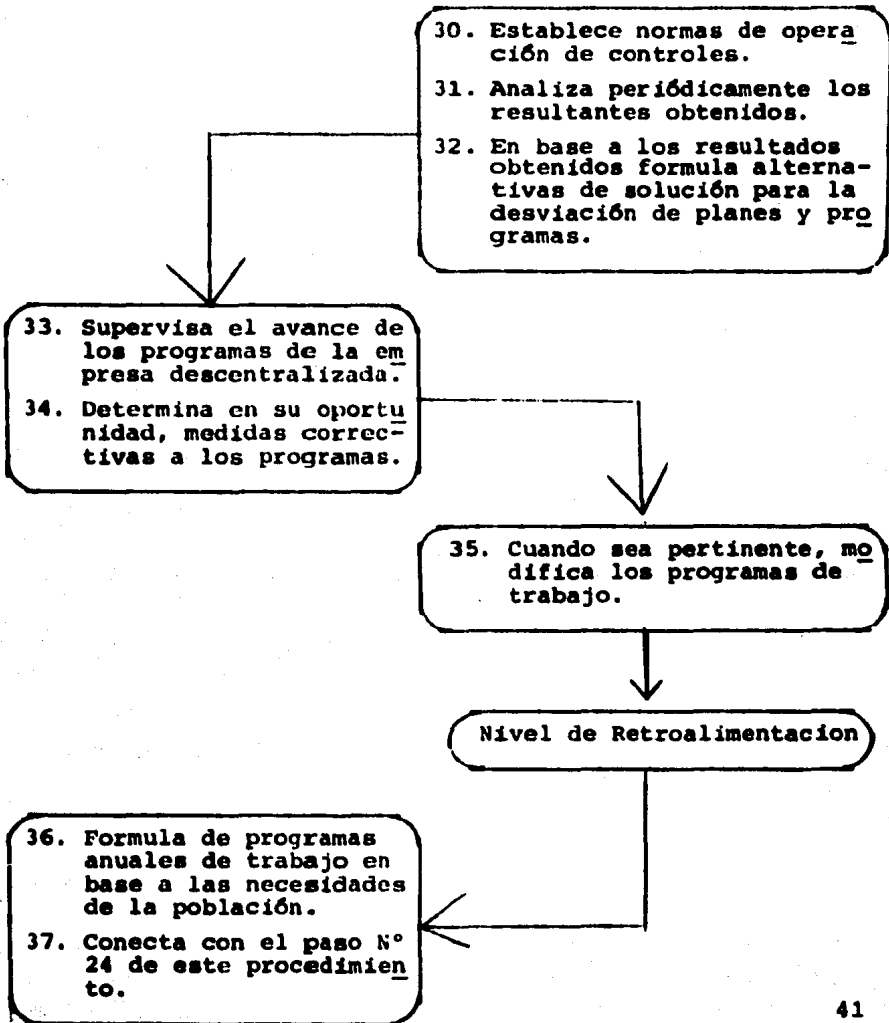 30. Establece normas de opera
ción de controles.
31. Analiza periódicamente los
resultantes obtenidos.
32. En base a los resultados
obtenidos formula alterna-
tivas de solución para la
desviación de planes y pro
gramas.
33. Supervisa el avance de
los programas de la em
presa descentralizada.
34. Determina en su oportu
nidad, medidas correc-
tivas a los programas.
35. Cuando sea pertinente, mo
difica los programas de
trabajo.
Nivel de Retroalimentacion
36. Formula de programas
anuales de trabajo en
base a las necesidades
de la población.
37. Conecta con el paso N°
24 de este procedimien
to.
41